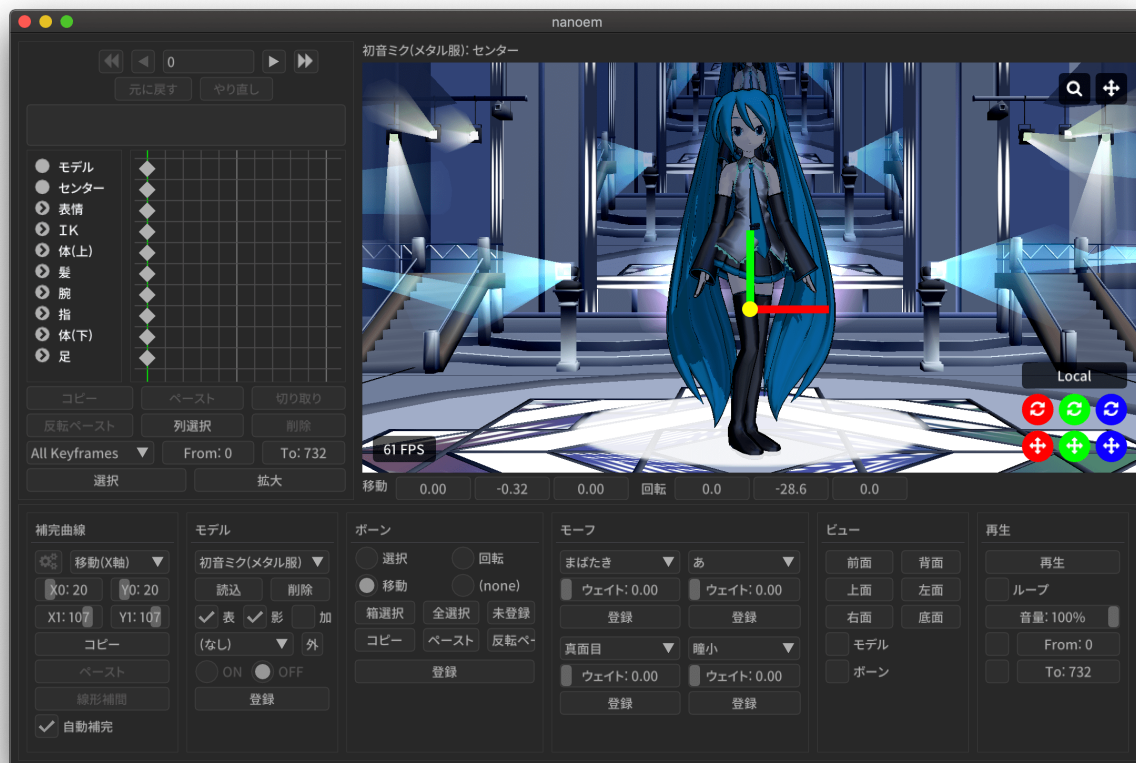 nanoem
0
元に戻す
やり直し
モデル
センター
表情
IK
体(上)
髪
腕
指
体(下)
足
コピー
ペースト
切り取り
反転ペースト
列選択
削除
All Keyframes
From: 0
To: 732
選択
拡大
初音ミク(メタル服): センター
Local
61 FPS
移動
0.00
-0.32
0.00
回転
0.0
-28.6
0.0
補完曲線
移動(X軸)
X0: 20
Y0: 20
X1: 107
Y1: 107
コピー
ペースト
線形補間
自動補完
モデル
初音ミク(メタル服)
読込
削除
表
影
加
(なし)
外
ON
OFF
登録
ボーン
選択
回転
移動
(none)
箱選択
全選択
未登録
コピー
ペースト
反転ペー
登録
モーフ
まばたき
ウェイト: 0.00
登録
あ
ウェイト: 0.00
登録
真面目
ウェイト: 0.00
登録
瞳小
ウェイト: 0.00
登録
ビュー
前面
背面
上面
左面
右面
底面
モデル
ボーン
再生
再生
ループ
音量: 100%
From: 0
To: 732